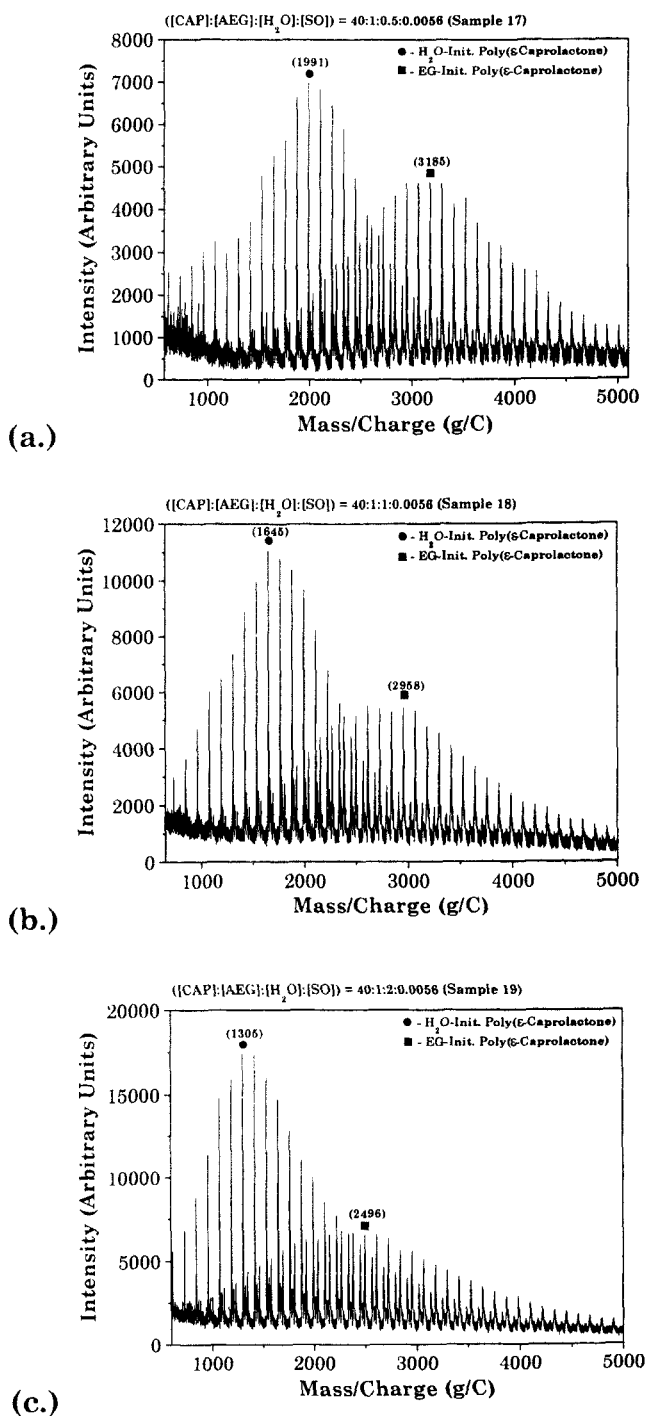 ([CAP]:[AEG]:[H₂O]:[SO]) = 40:1:0.5:0.0056 (Sample 17)
8000
7000
6000
5000
4000
3000
2000
1000
0
Intensity (Arbitrary Units)
(1991)
(3185)
● - H₂O-Init. Poly(ε-Caprolactone)
■ - EG-Init. Poly(ε-Caprolactone)
1000 2000 3000 4000 5000
Mass/Charge (g/C)
(a.)
([CAP]:[AEG]:[H₂O]:[SO]) = 40:1:1:0.0056 (Sample 18)
12000
10000
8000
6000
4000
2000
0
Intensity (Arbitrary Units)
(1645)
(2958)
● - H₂O-Init. Poly(ε-Caprolactone)
■ - EG-Init. Poly(ε-Caprolactone)
1000 2000 3000 4000 5000
Mass/Charge (g/C)
(b.)
([CAP]:[AEG]:[H₂O]:[SO]) = 40:1:2:0.0056 (Sample 19)
20000
15000
10000
5000
0
Intensity (Arbitrary Units)
(1305)
(2496)
● - H₂O-Init. Poly(ε-Caprolactone)
■ - EG-Init. Poly(ε-Caprolactone)
1000 2000 3000 4000 5000
Mass/Charge (g/C)
(c.)